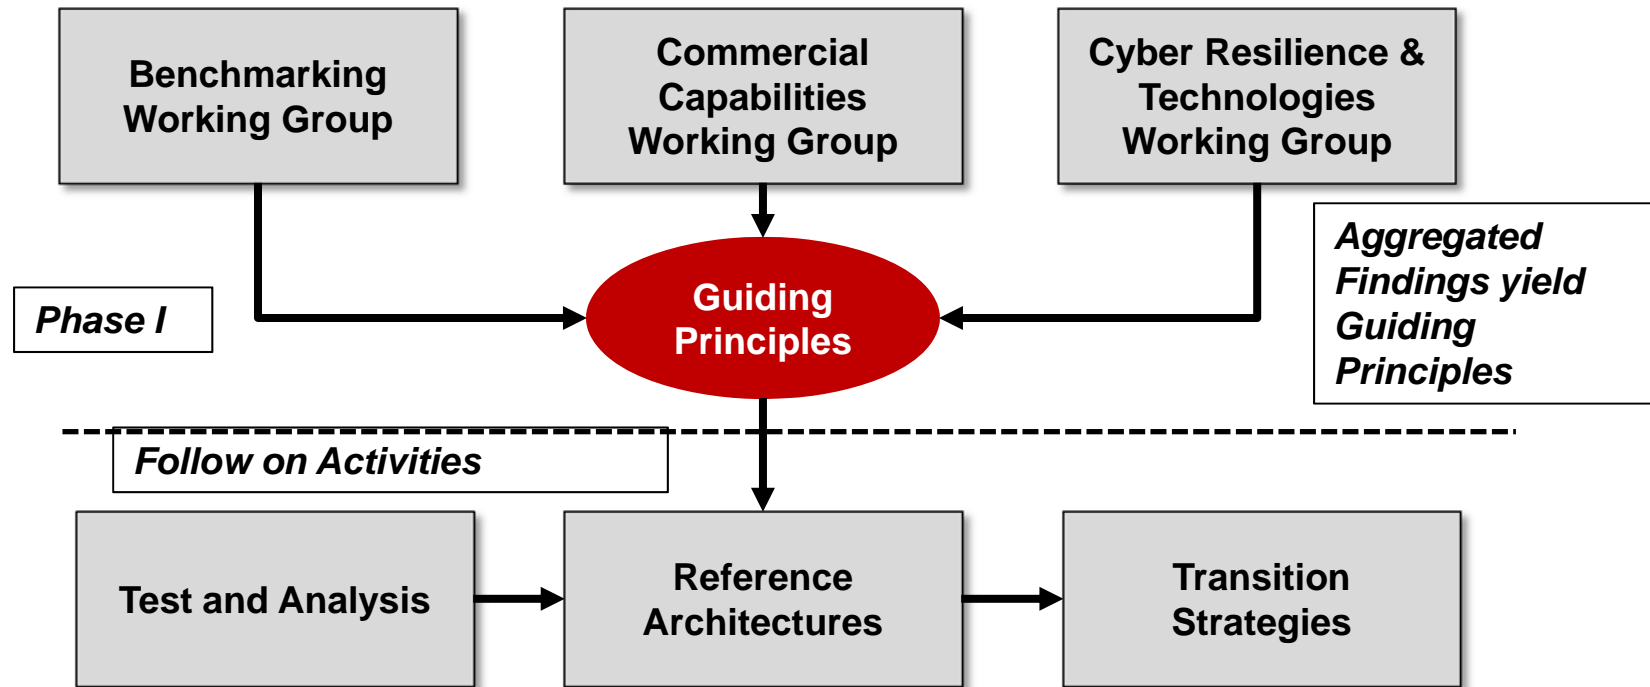 Benchmarking
Working Group
Commercial
Capabilities
Working Group
Cyber Resilience &
Technologies
Working Group
Phase I
Guiding
Principles
Aggregated
Findings yield
Guiding
Principles
Follow on Activities
Test and Analysis
Reference
Architectures
Transition
Strategies